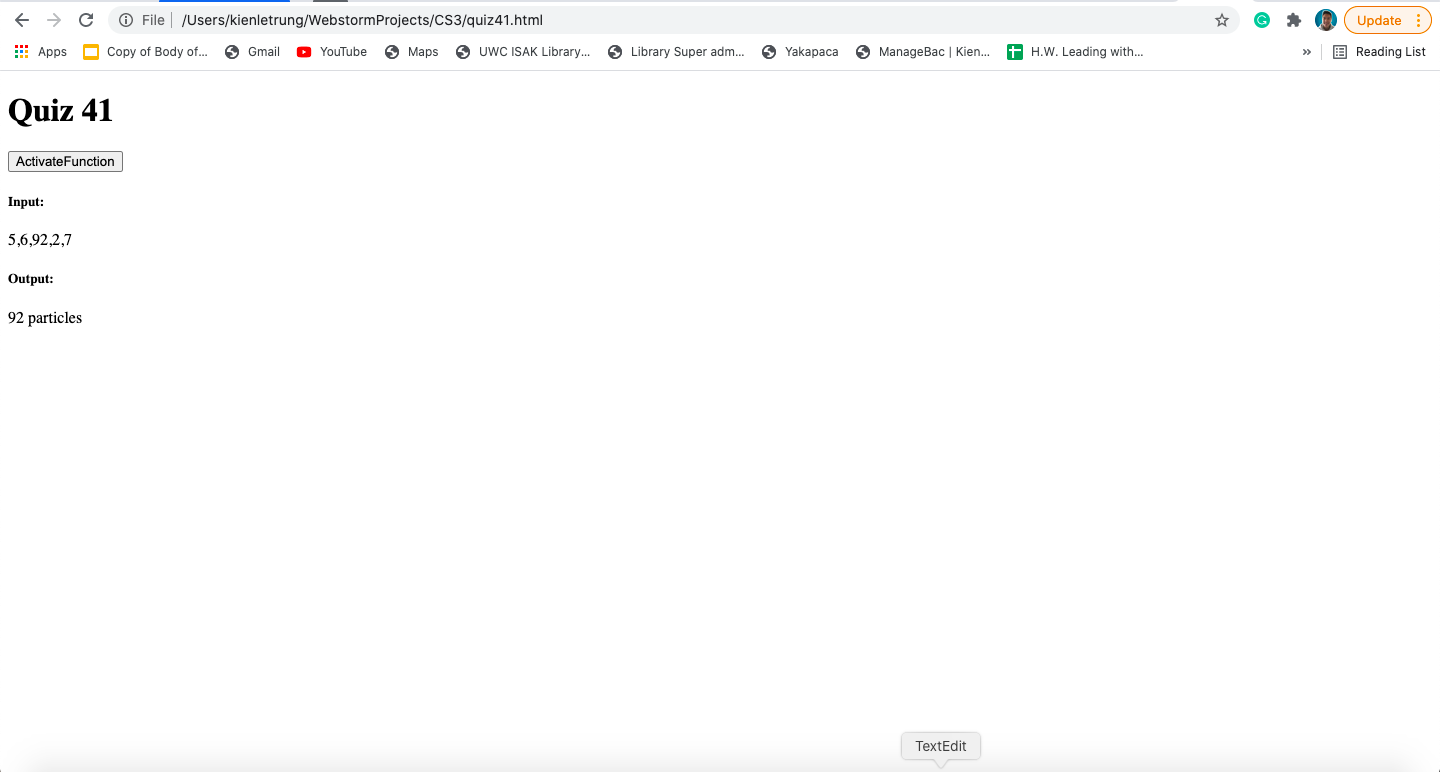 File /Users/kienletrung/WebstormProjects/CS3/quiz41.html Update
Apps Copy of Body of... Gmail YouTube Maps UWC ISAK Library... Library Super adm... Yakapaca ManageBac | Kien... H.W. Leading with... » Reading List
Quiz 41
ActivateFunction
Input:
5,6,92,2,7
Output:
92 particles
TextEdit